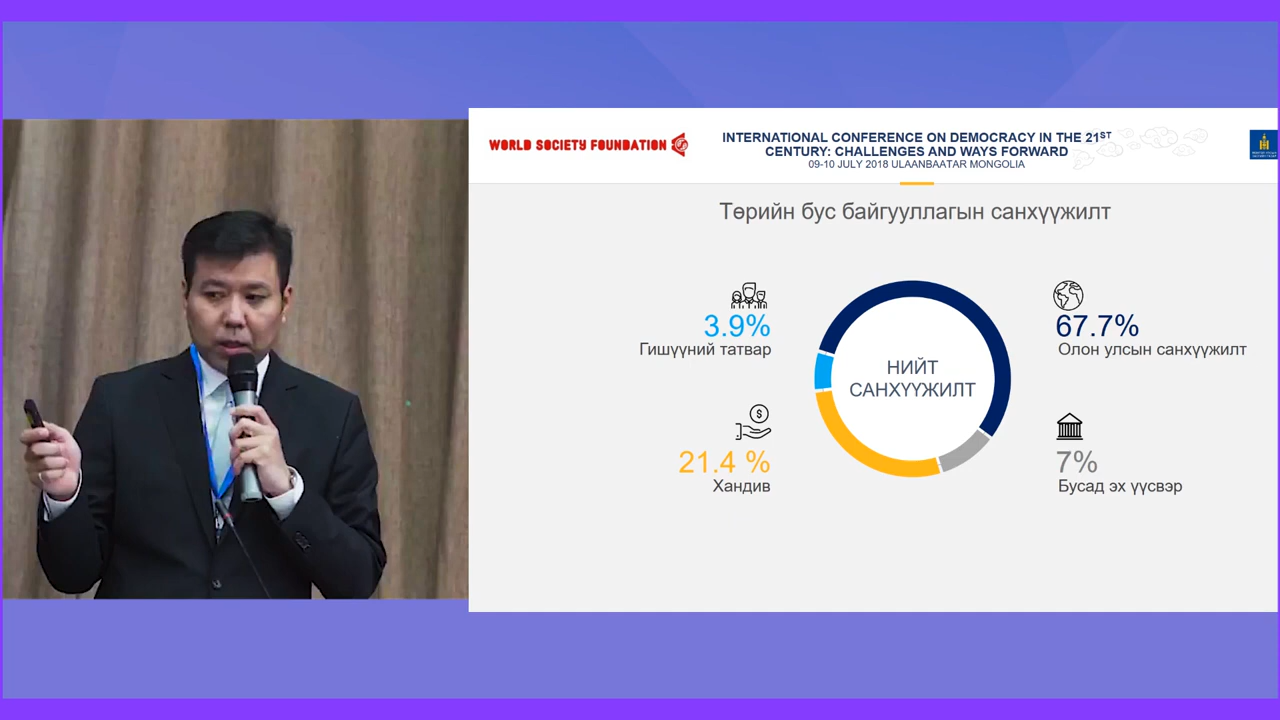 WORLD SOCIETY FOUNDATION
INTERNATIONAL CONFERENCE ON DEMOCRACY IN THE 21ST
CENTURY: CHALLENGES AND WAYS FORWARD
09-10 JULY 2018 ULAANBAATAR MONGOLIA
Төрийн бус байгууллагын санхүүжилт
3.9%
Гишүүний татвар
67.7%
Олон улсын санхүүжилт
НИЙТ
САНХҮҮЖИЛТ
21.4 %
Хандив
7%
Бусад эх үүсвэр